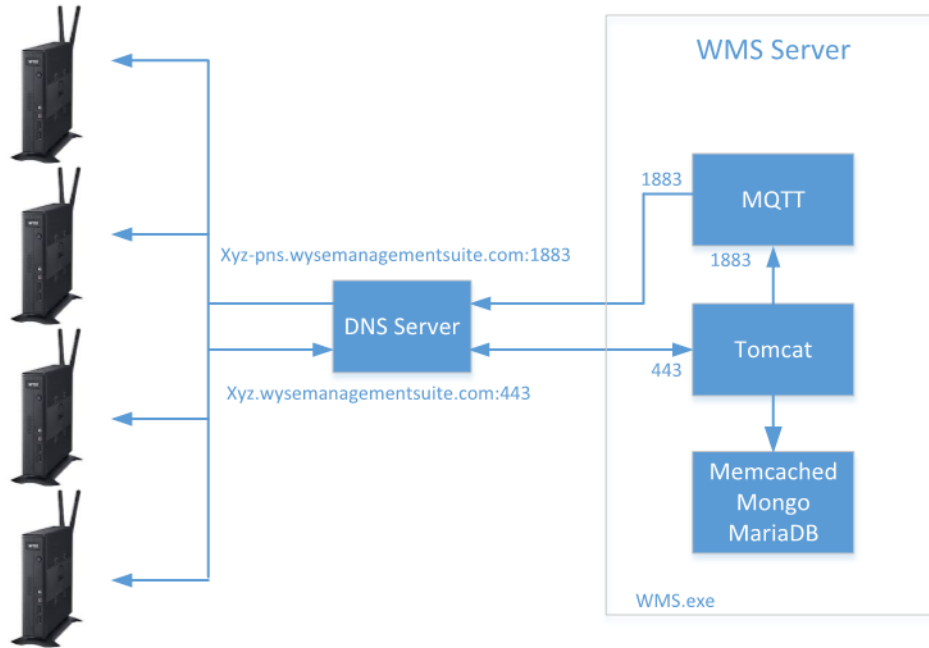 WMS Server
1883
MQTT
Xyz-pns.wysemanagementsuite.com:1883
1883
DNS Server
Tomcat
443
Xyz.wysemanagementsuite.com:443
Memcached
Mongo
MariaDB
WMS.exe